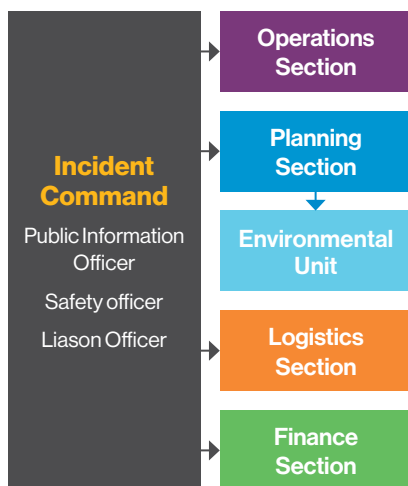 Incident
Command
Public Information
Officer
Safety officer
Liason Officer
Operations
Section
Planning
Section
Environmental
Unit
Logistics
Section
Finance
Section